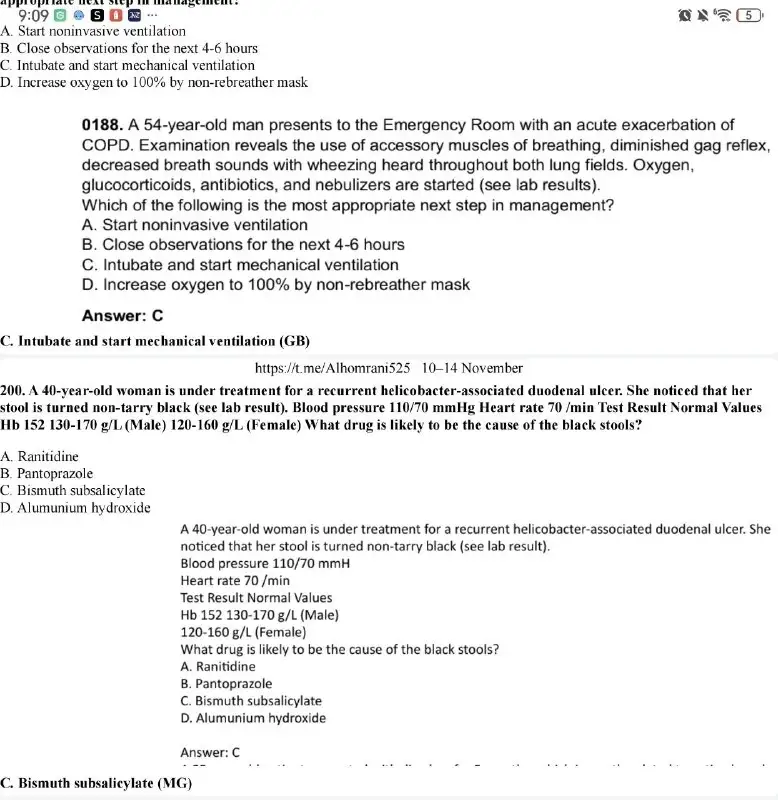 appropriate next step in management?
9:09 ··· 5
A. Start noninvasive ventilation
B. Close observations for the next 4-6 hours
C. Intubate and start mechanical ventilation
D. Increase oxygen to 100% by non-rebreather mask
0188. A 54-year-old man presents to the Emergency Room with an acute exacerbation of
COPD. Examination reveals the use of accessory muscles of breathing, diminished gag reflex,
decreased breath sounds with wheezing heard throughout both lung fields. Oxygen,
glucocorticoids, antibiotics, and nebulizers are started (see lab results).
Which of the following is the most appropriate next step in management?
A. Start noninvasive ventilation
B. Close observations for the next 4-6 hours
C. Intubate and start mechanical ventilation
D. Increase oxygen to 100% by non-rebreather mask
Answer: C
C. Intubate and start mechanical ventilation (GB)
https://t.me/Alhomrani525 10–14 November
200. A 40-year-old woman is under treatment for a recurrent helicobacter-associated duodenal ulcer. She noticed that her
stool is turned non-tarry black (see lab result). Blood pressure 110/70 mmHg Heart rate 70 /min Test Result Normal Values
Hb 152 130-170 g/L (Male) 120-160 g/L (Female) What drug is likely to be the cause of the black stools?
A. Ranitidine
B. Pantoprazole
C. Bismuth subsalicylate
D. Alumunium hydroxide
A 40-year-old woman is under treatment for a recurrent helicobacter-associated duodenal ulcer. She
noticed that her stool is turned non-tarry black (see lab result).
Blood pressure 110/70 mmH
Heart rate 70 /min
Test Result Normal Values
Hb 152 130-170 g/L (Male)
120-160 g/L (Female)
What drug is likely to be the cause of the black stools?
A. Ranitidine
B. Pantoprazole
C. Bismuth subsalicylate
D. Alumunium hydroxide
Answer: C
C. Bismuth subsalicylate (MG)